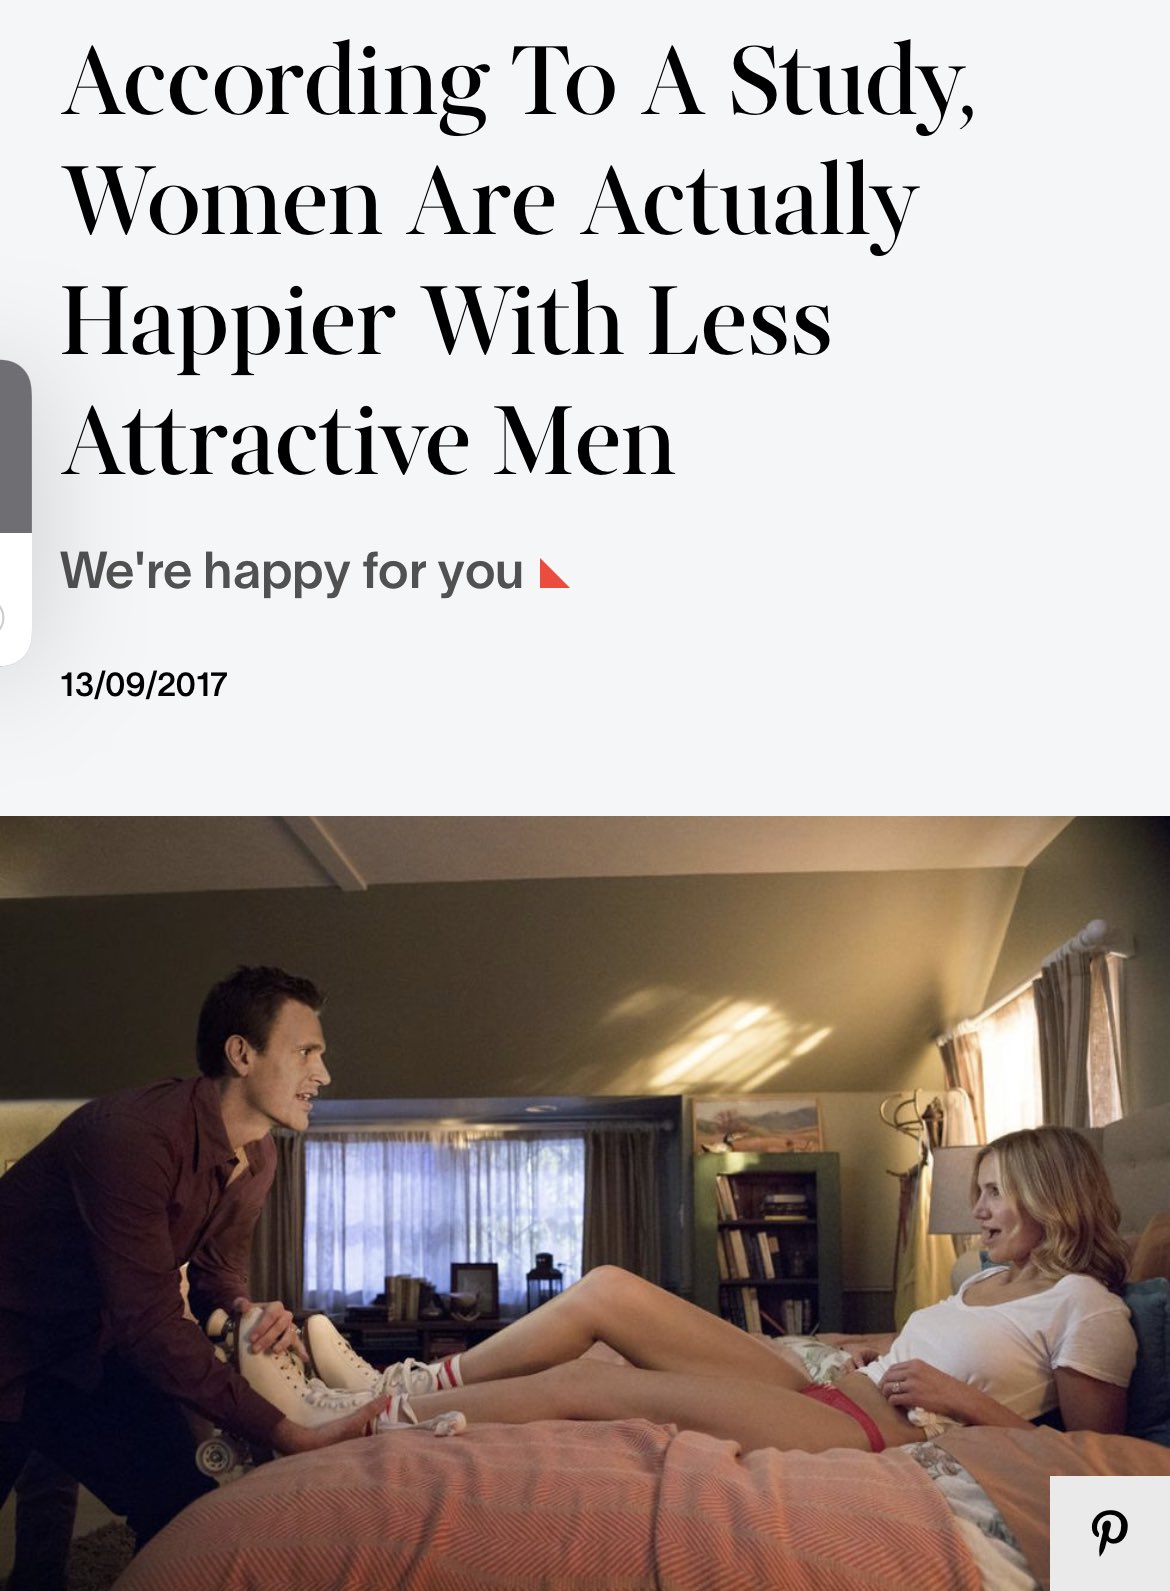 According To A Study,
Women Are Actually
Happier With Less
Attractive Men
We're happy for you
13/09/2017